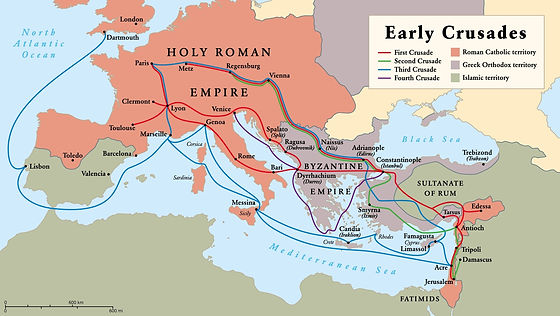 Early Crusades
First Crusade
Second Crusade
Third Crusade
Fourth Crusade
Roman Catholic territory
Greek Orthodox territory
Islamic territory
North
Atlantic
Ocean
London
Dartmouth
HOLY ROMAN
EMPIRE
Paris
Metz
Regensburg
Vienna
Clermont
Lyon
Venice
Toulouse
Genoa
Marseille
Spalato
(Split)
Ragusa
(Dubrovnik)
Naissus
(Nis)
Black Sea
Corsica
Rome
Bari
Adrianople
(Edirne)
Constantinople
(Istanbul)
Trebizond
(Trabzon)
BYZANTINE
EMPIRE
Dyrrhachium
(Durres)
Toledo
Barcelona
Lisbon
Valencia
Sardinia
SULTANATE
OF RUM
Edessa
Tarsus
Smyrna
(Izmir)
Antioch
Messina
Sicily
Candia
(Iraklion)
Crete
Rhodes
Famagusta
Cyprus
Limassol
Tripoli
Damascus
Mediterranean Sea
Acre
Jerusalem
FATIMIDS
0
400 km
600 mi